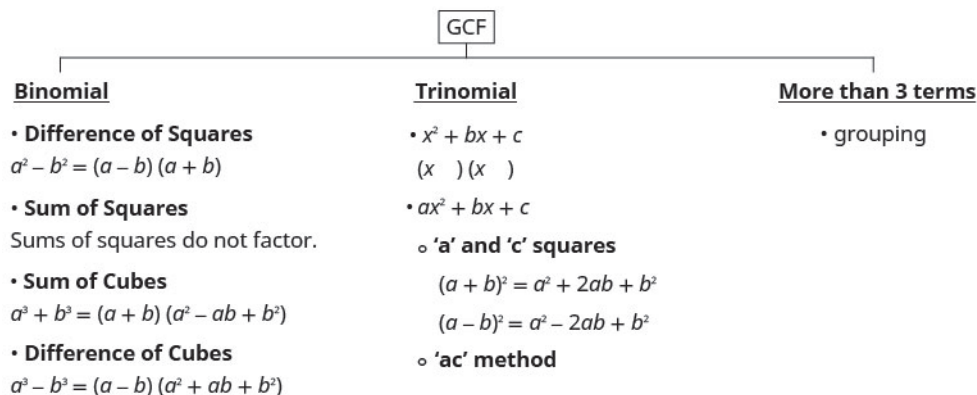 GCF
Binomial
• Difference of Squares
a² – b² = (a – b) (a + b)
• Sum of Squares
Sums of squares do not factor.
• Sum of Cubes
a³ + b³ = (a + b) (a² – ab + b²)
• Difference of Cubes
a³ – b³ = (a – b) (a² + ab + b²)
Trinomial
• x² + bx + c
(x   ) (x   )
• ax² + bx + c
∘ ‘a’ and ‘c’ squares
(a + b)² = a² + 2ab + b²
(a – b)² = a² – 2ab + b²
∘ ‘ac’ method
More than 3 terms
• grouping